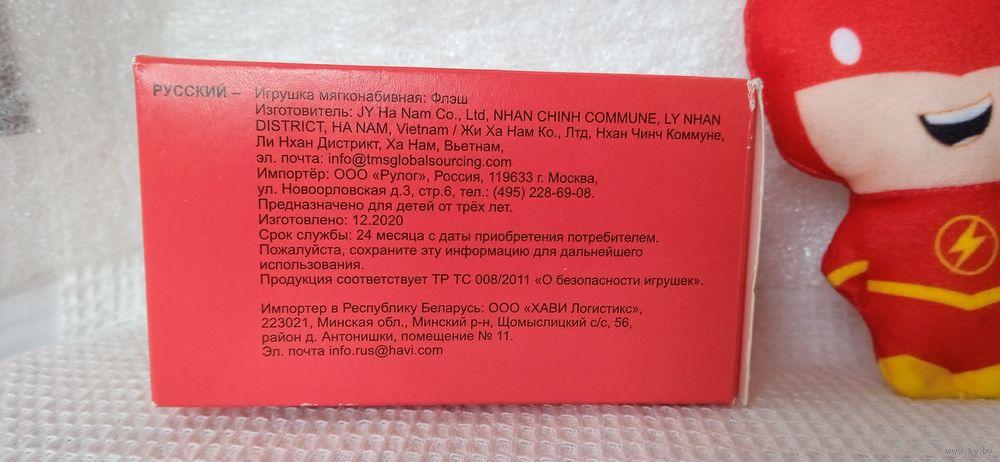 РУССКИЙ – Игрушка мягконабивная: Флэш
Изготовитель: JY Ha Nam Co., Ltd, NHAN CHINH COMMUNE, LY NHAN
DISTRICT, HA NAM, Vietnam / Жи Ха Нам Ко., Лтд, Нхан Чинч Коммуне,
Ли Нхан Дистрикт, Ха Нам, Вьетнам,
эл. почта: info@tmsglobalsourcing.com
Импортёр: ООО «Рулог», Россия, 119633 г. Москва,
ул. Новоорловская д.3, стр.6, тел.: (495) 228-69-08.
Предназначено для детей от трёх лет.
Изготовлено: 12.2020
Срок службы: 24 месяца с даты приобретения потребителем.
Пожалуйста, сохраните эту информацию для дальнейшего
использования.
Продукция соответствует ТР ТС 008/2011 «О безопасности игрушек».
Импортер в Республику Беларусь: ООО «ХАВИ Логистикс»,
223021, Минская обл., Минский р-н, Щомыслицкий с/с, 56,
район д. Антонишки, помещение № 11.
Эл. почта info.rus@havi.com
www.ay.by